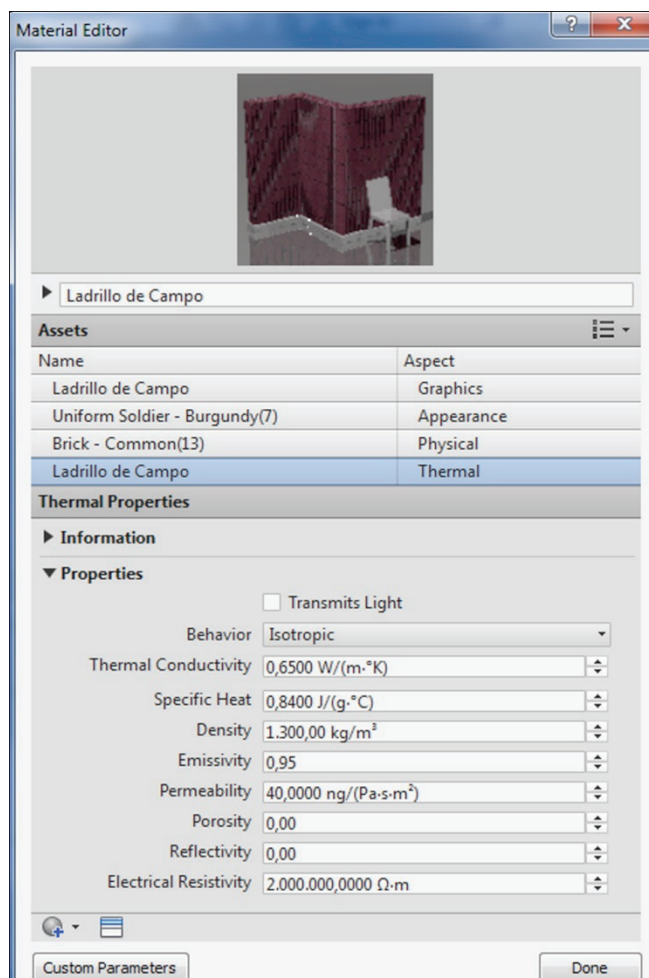 Material Editor
Ladrillo de Campo
Assets
Name Aspect
Ladrillo de Campo Graphics
Uniform Soldier - Burgundy(7) Appearance
Brick - Common(13) Physical
Ladrillo de Campo Thermal
Thermal Properties
Information
Properties
Transmits Light
Behavior Isotropic
Thermal Conductivity 0,6500 W/(m·°K)
Specific Heat 0,8400 J/(g·°C)
Density 1.300,00 kg/m³
Emissivity 0,95
Permeability 40,0000 ng/(Pa·s·m²)
Porosity 0,00
Reflectivity 0,00
Electrical Resistivity 2.000.000,0000 Ω·m
Custom Parameters Done